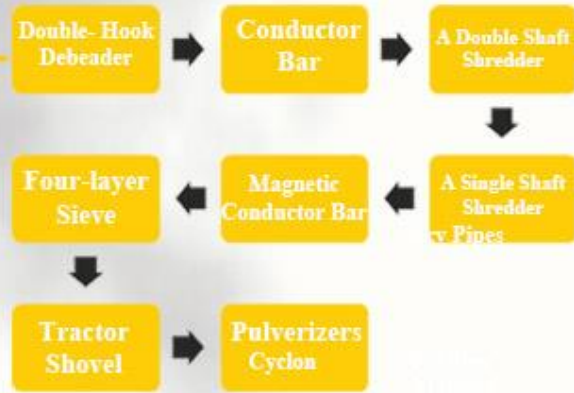 Double- Hook
Debeader
Conductor
Bar
A Double Shaft
Shredder
A Single Shaft
Shredder
Pipes
Magnetic
Conductor Bar
Four-layer
Sieve
Tractor
Shovel
Pulverizers
Cyclon